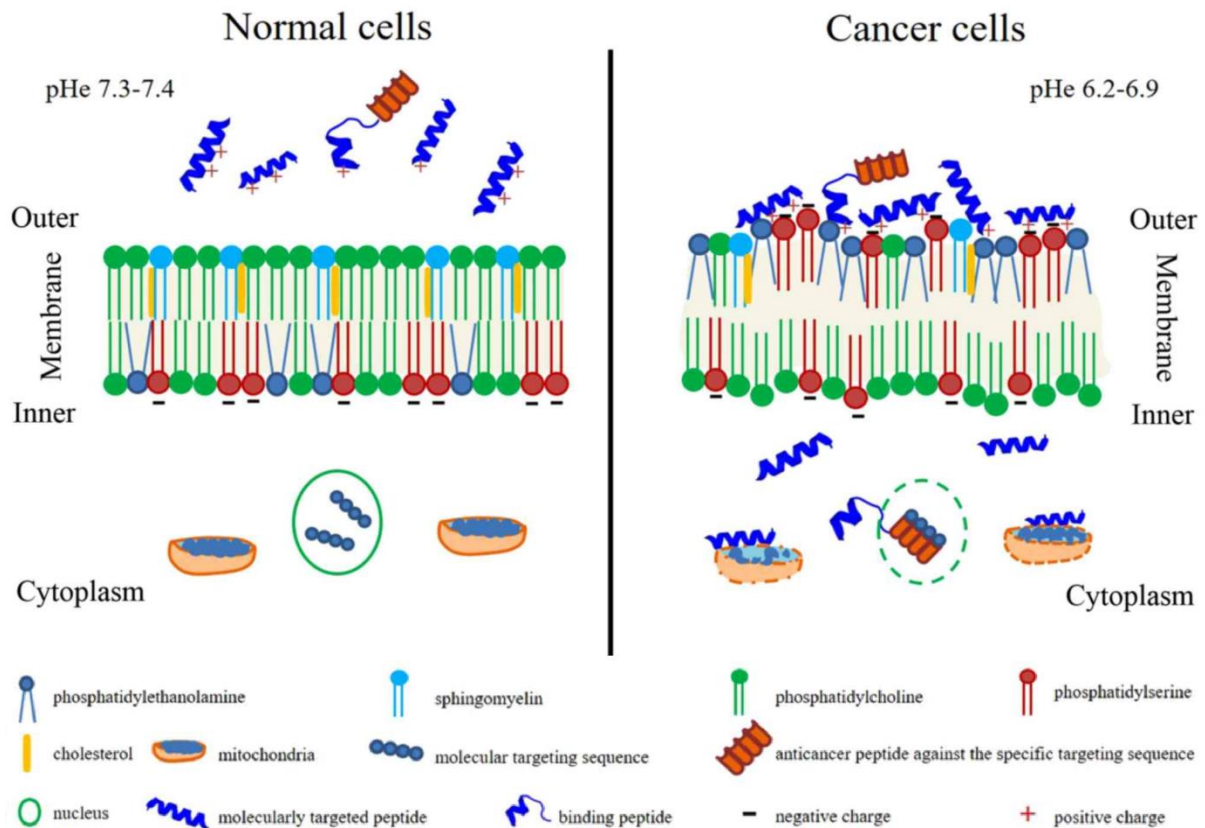 Normal cells
Cancer cells
pHe 7.3-7.4
pHe 6.2-6.9
Outer
Membrane
Inner
Cytoplasm
Outer
Membrane
Inner
Cytoplasm
phosphatidylethanolamine
sphingomyelin
phosphatidylcholine
phosphatidylserine
cholesterol
mitochondria
molecular targeting sequence
anticancer peptide against the specific targeting sequence
nucleus
molecularly targeted peptide
binding peptide
negative charge
positive charge